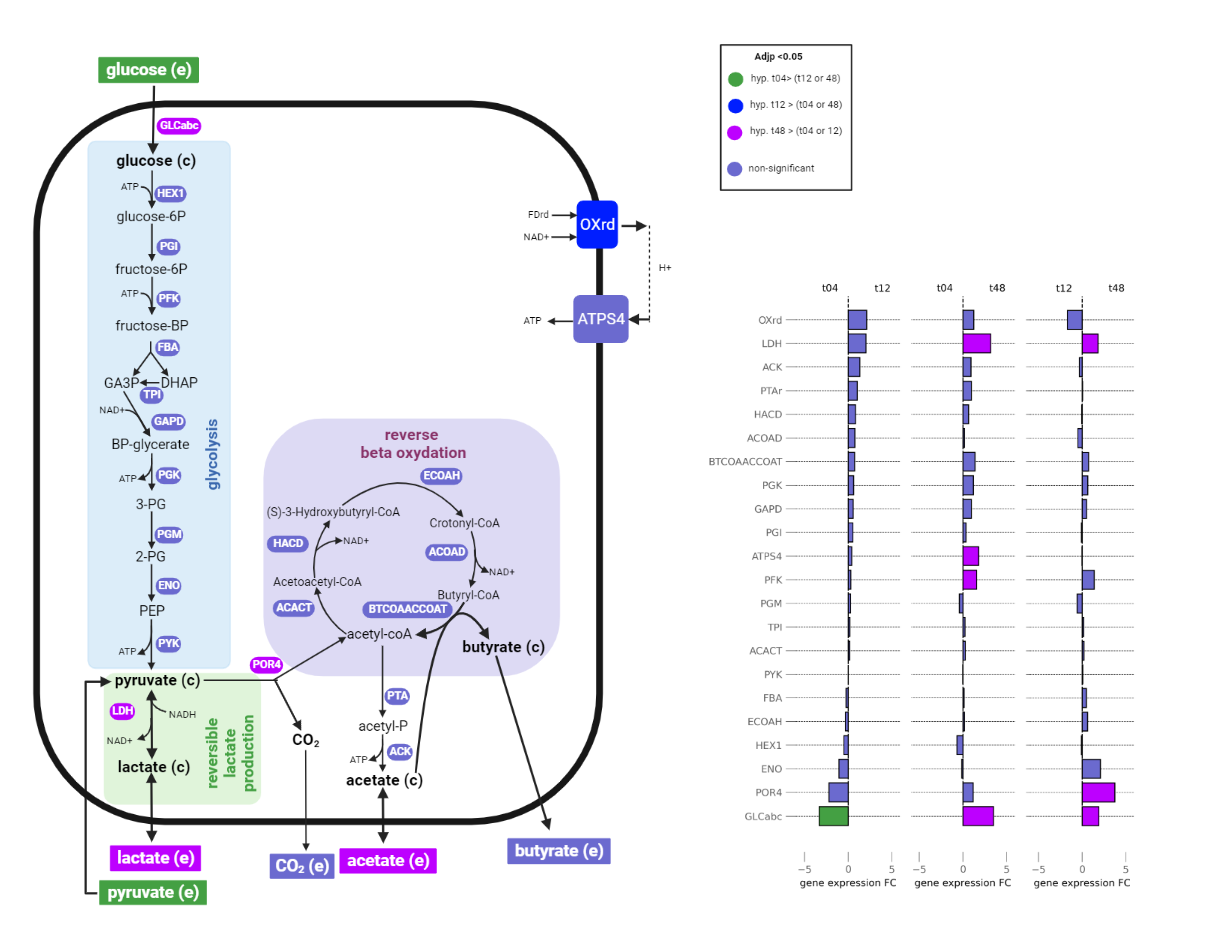 glucose (e)
GLCabc
glucose (c)
ATP
HEX1
glucose-6P
PGI
fructose-6P
ATP
PFK
fructose-BP
FBA
GA3P
DHAP
TPI
NAD+
GAPD
BP-glycerate
ATP
PGK
3-PG
PGM
2-PG
ENO
PEP
ATP
PYK
glycolysis
pyruvate (c)
LDH
NADH
NAD+
lactate (c)
reversible
lactate
production
lactate (e)
pyruvate (e)
POR4
CO2
CO2 (e)
reverse
beta oxydation
ECOAH
(S)-3-Hydroxybutyryl-CoA
Crotonyl-CoA
HACD
NAD+
ACOAD
NAD+
Acetoacetyl-CoA
Butyryl-CoA
ACACT
BTCOAACCOAT
acetyl-coA
butyrate (c)
PTA
acetyl-P
ATP
ACK
acetate (c)
acetate (e)
butyrate (e)
FDrd
NAD+
OXrd
H+
ATP
ATPS4
Adjp <0.05
hyp. t04> (t12 or 48)
hyp. t12 > (t04 or 48)
hyp. t48 > (t04 or 12)
non-significant
t04 t12 t04 t48 t12 t48
OXrd
LDH
ACK
PTAr
HACD
ACOAD
BTCOAACCOAT
PGK
GAPD
PGI
ATPS4
PFK
PGM
TPI
ACACT
PYK
FBA
ECOAH
HEX1
ENO
POR4
GLCabc
−5 0 5 −5 0 5 −5 0 5
gene expression FC gene expression FC gene expression FC